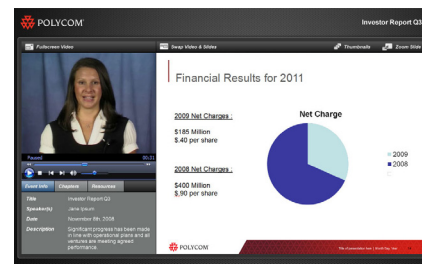 POLYCOM
Investor Report Q3
Fullscreen Video
Swap Video & Slides
Thumbnails
Zoom Slide
Financial Results for 2011
2009 Net Charges :
$185 Million
$.40 per share
2008 Net Charges :
$400 Million
$,90 per share
Net Charge
2009
2008
Paused
00:31
Event Info
Chapters
Resources
Title Investor Report Q3
Speaker(s) Jane Ipsum
Date November 8th, 2008
Description Significant progress has been made
in line with operational plans and all
ventures are meeting agreed
performance.
POLYCOM